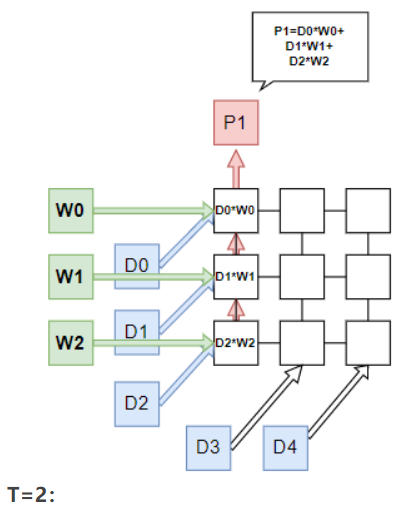 P1=D0*W0+
D1*W1+
D2*W2
P1
W0
D0*W0
D0
W1
D1*W1
D1
W2
D2*W2
D2
D3
D4
T=2: